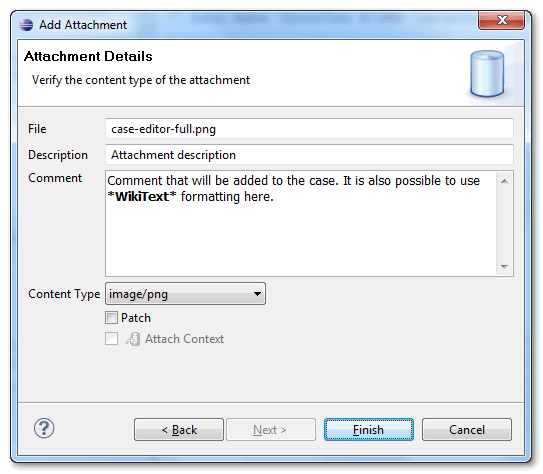 Add Attachment
Attachment Details
Verify the content type of the attachment
File case-editor-full.png
Description Attachment description
Comment Comment that will be added to the case. It is also possible to use
*WikiText* formatting here.
Content Type image/png
Patch
Attach Context
? < Back Next > Finish Cancel